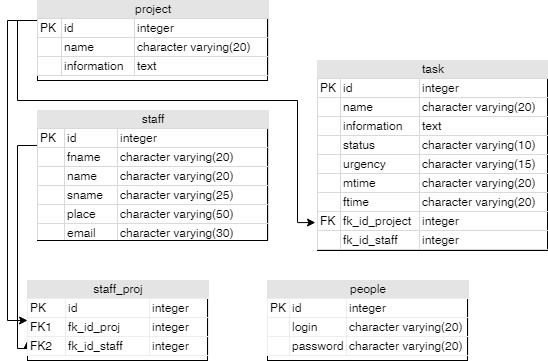 project
PK id integer
name character varying(20)
information text
task
PK id integer
name character varying(20)
information text
status character varying(10)
urgency character varying(15)
mtime character varying(20)
ftime character varying(20)
FK fk_id_project integer
fk_id_staff integer
staff
PK id integer
fname character varying(20)
name character varying(20)
sname character varying(25)
place character varying(50)
email character varying(30)
staff_proj
PK id integer
FK1 fk_id_proj integer
FK2 fk_id_staff integer
people
PK id integer
login character varying(20)
password character varying(20)